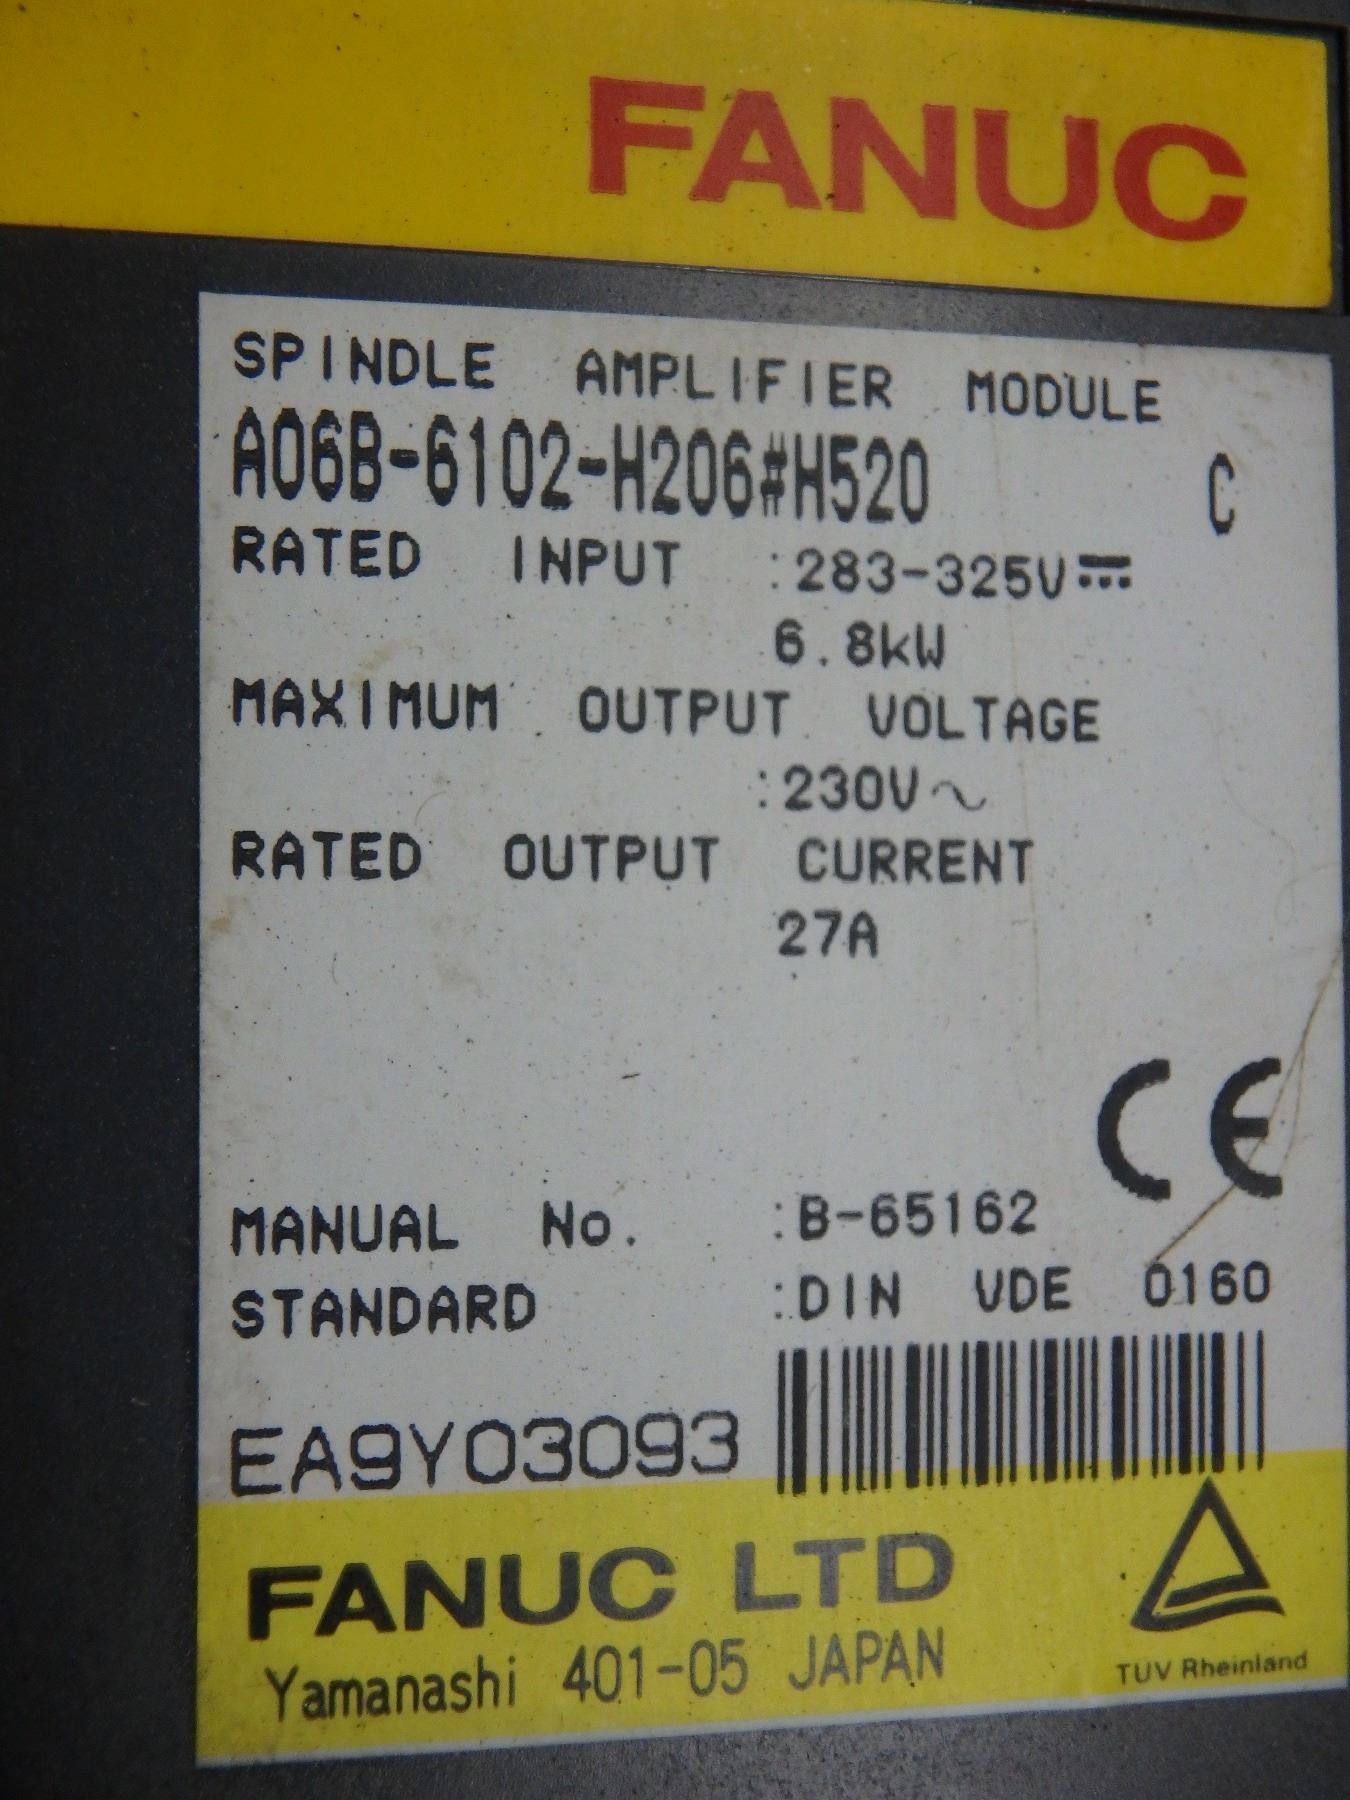 FANUC
SPINDLE AMPLIFIER MODULE
A06B-6102-H206#H520 C
RATED INPUT :283-325V⎓
6.8kW
MAXIMUM OUTPUT VOLTAGE
:230V~
RATED OUTPUT CURRENT
27A
CE
MANUAL No. :B-65162
STANDARD :DIN VDE 0160
EA9Y03093
FANUC LTD
Yamanashi 401-05 JAPAN
TUV Rheinland